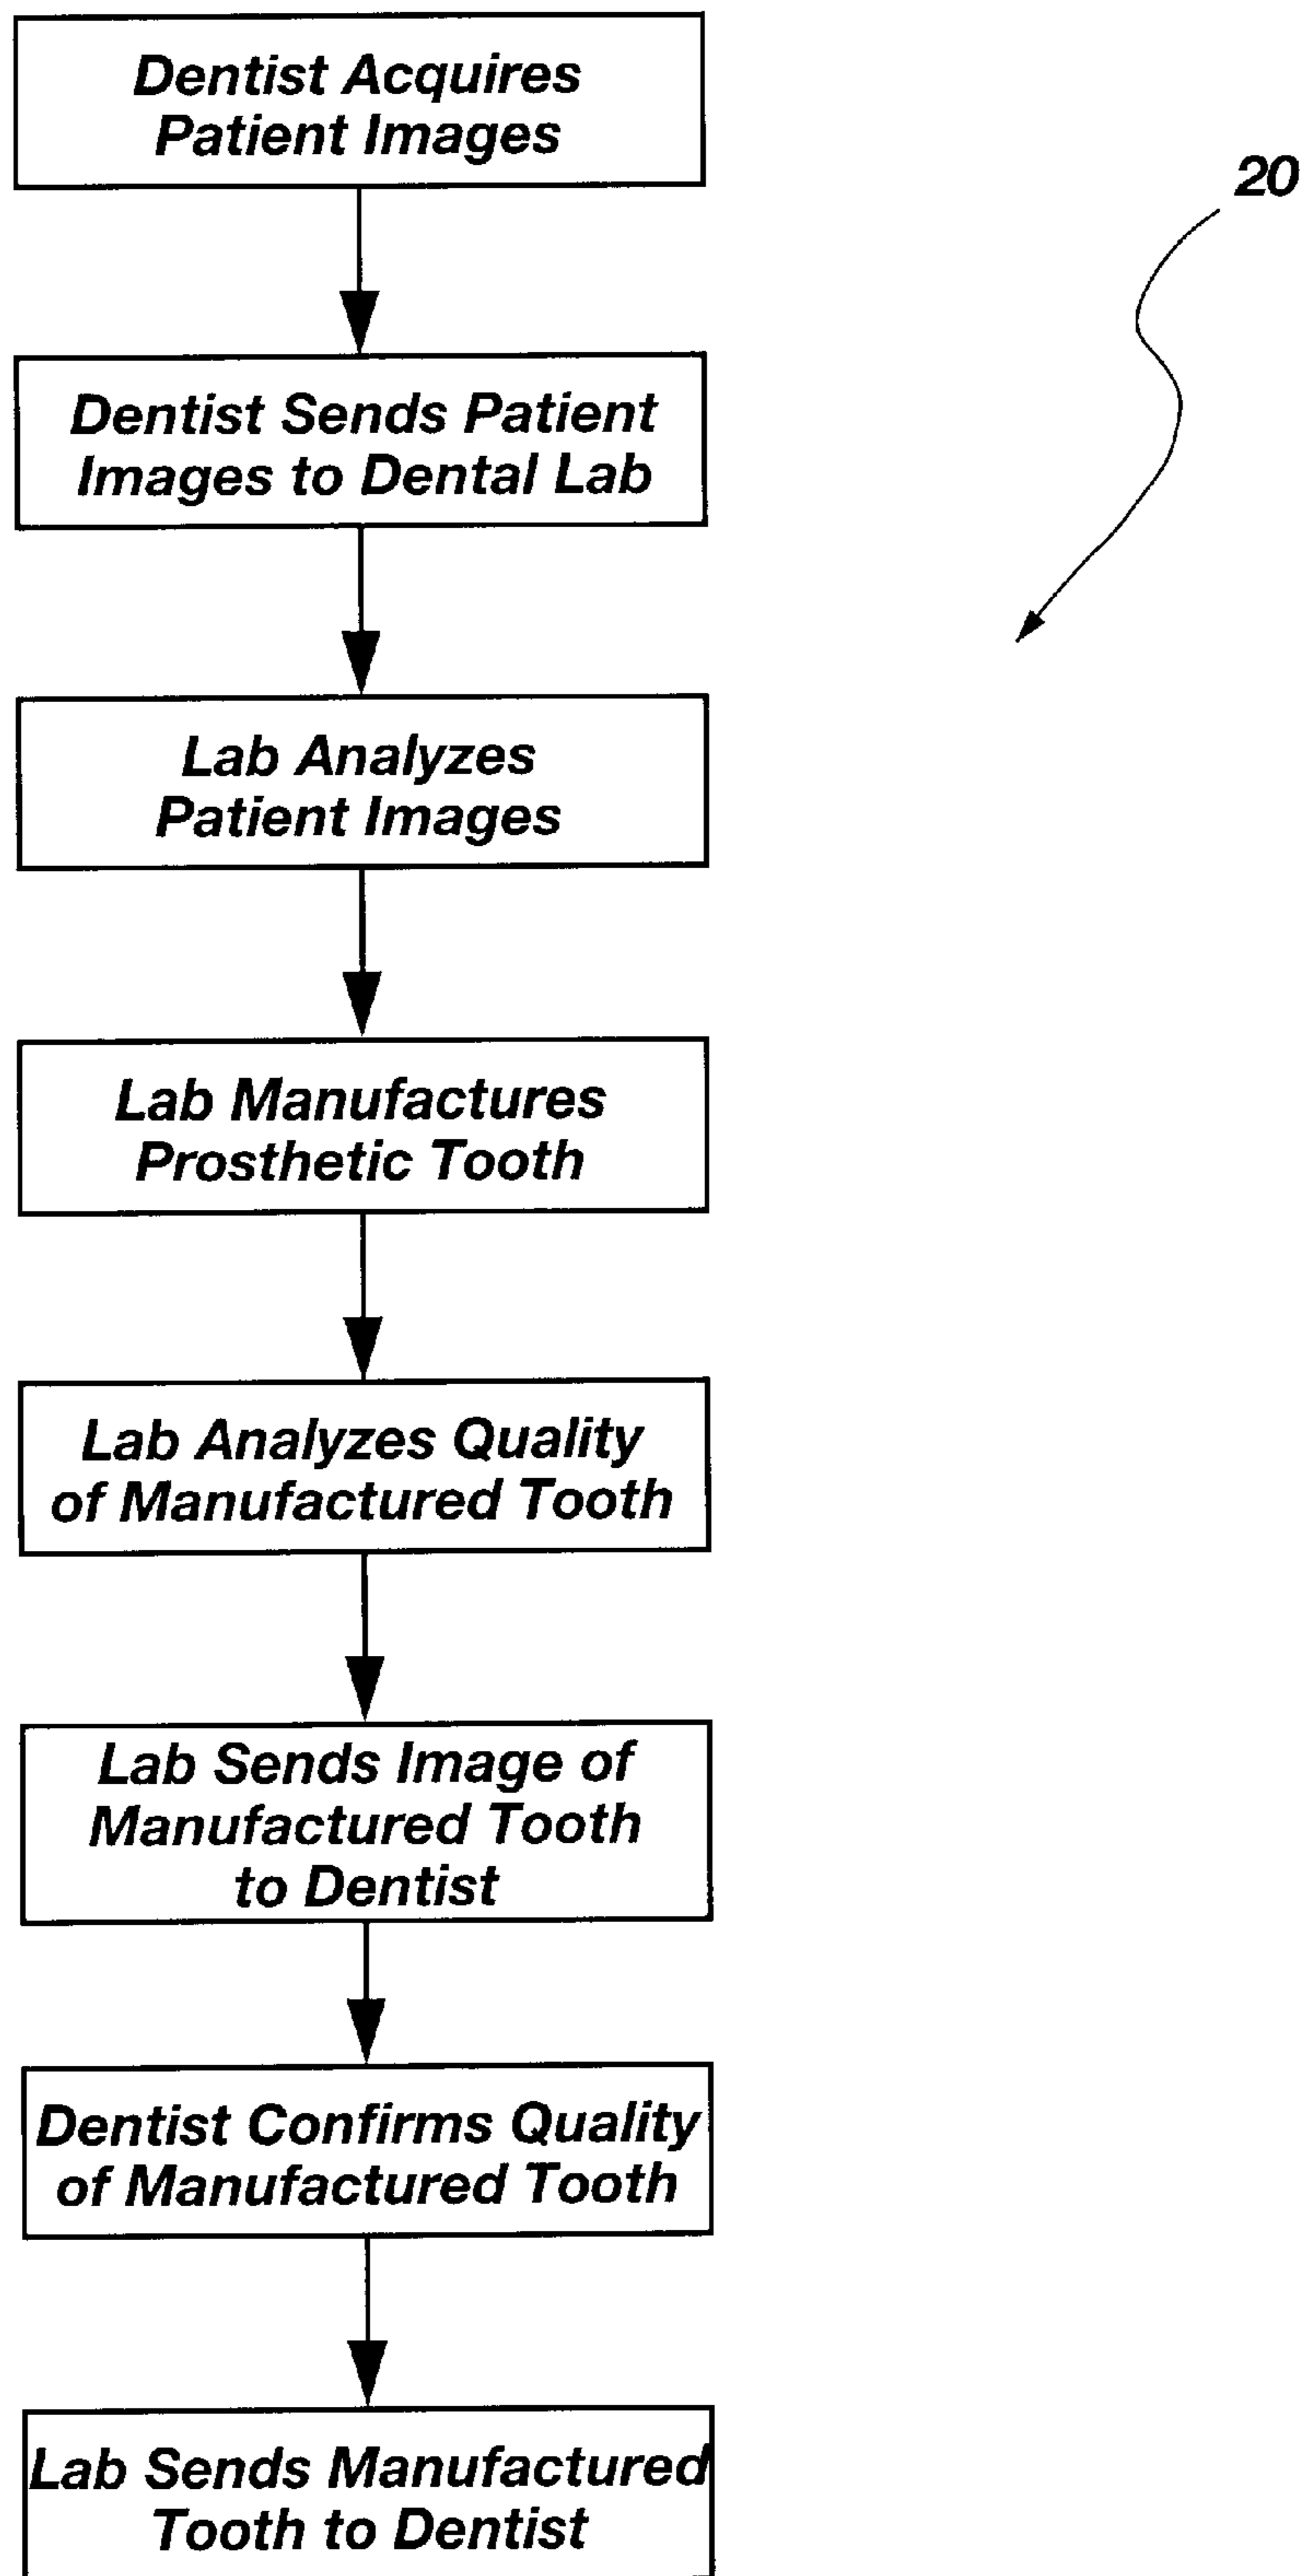 Dentist Acquires
Patient Images
20
Dentist Sends Patient
Images to Dental Lab
Lab Analyzes
Patient Images
Lab Manufactures
Prosthetic Tooth
Lab Analyzes Quality
of Manufactured Tooth
Lab Sends Image of
Manufactured Tooth
to Dentist
Dentist Confirms Quality
of Manufactured Tooth
Lab Sends Manufactured
Tooth to Dentist